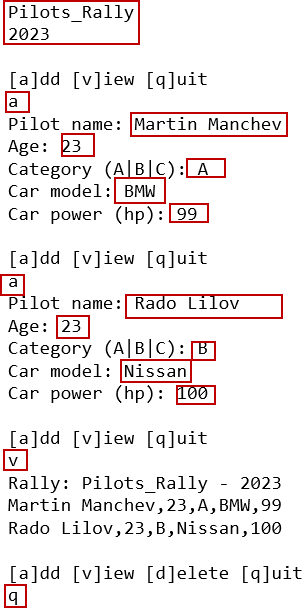 Pilots_Rally
2023
[a]dd [v]iew [q]uit
a
Pilot name: Martin Manchev
Age: 23
Category (A|B|C): A
Car model: BMW
Car power (hp): 99
[a]dd [v]iew [q]uit
a
Pilot name: Rado Lilov
Age: 23
Category (A|B|C): B
Car model: Nissan
Car power (hp): 100
[a]dd [v]iew [q]uit
v
Rally: Pilots_Rally - 2023
Martin Manchev,23,A,BMW,99
Rado Lilov,23,B,Nissan,100
[a]dd [v]iew [d]elete [q]uit
q